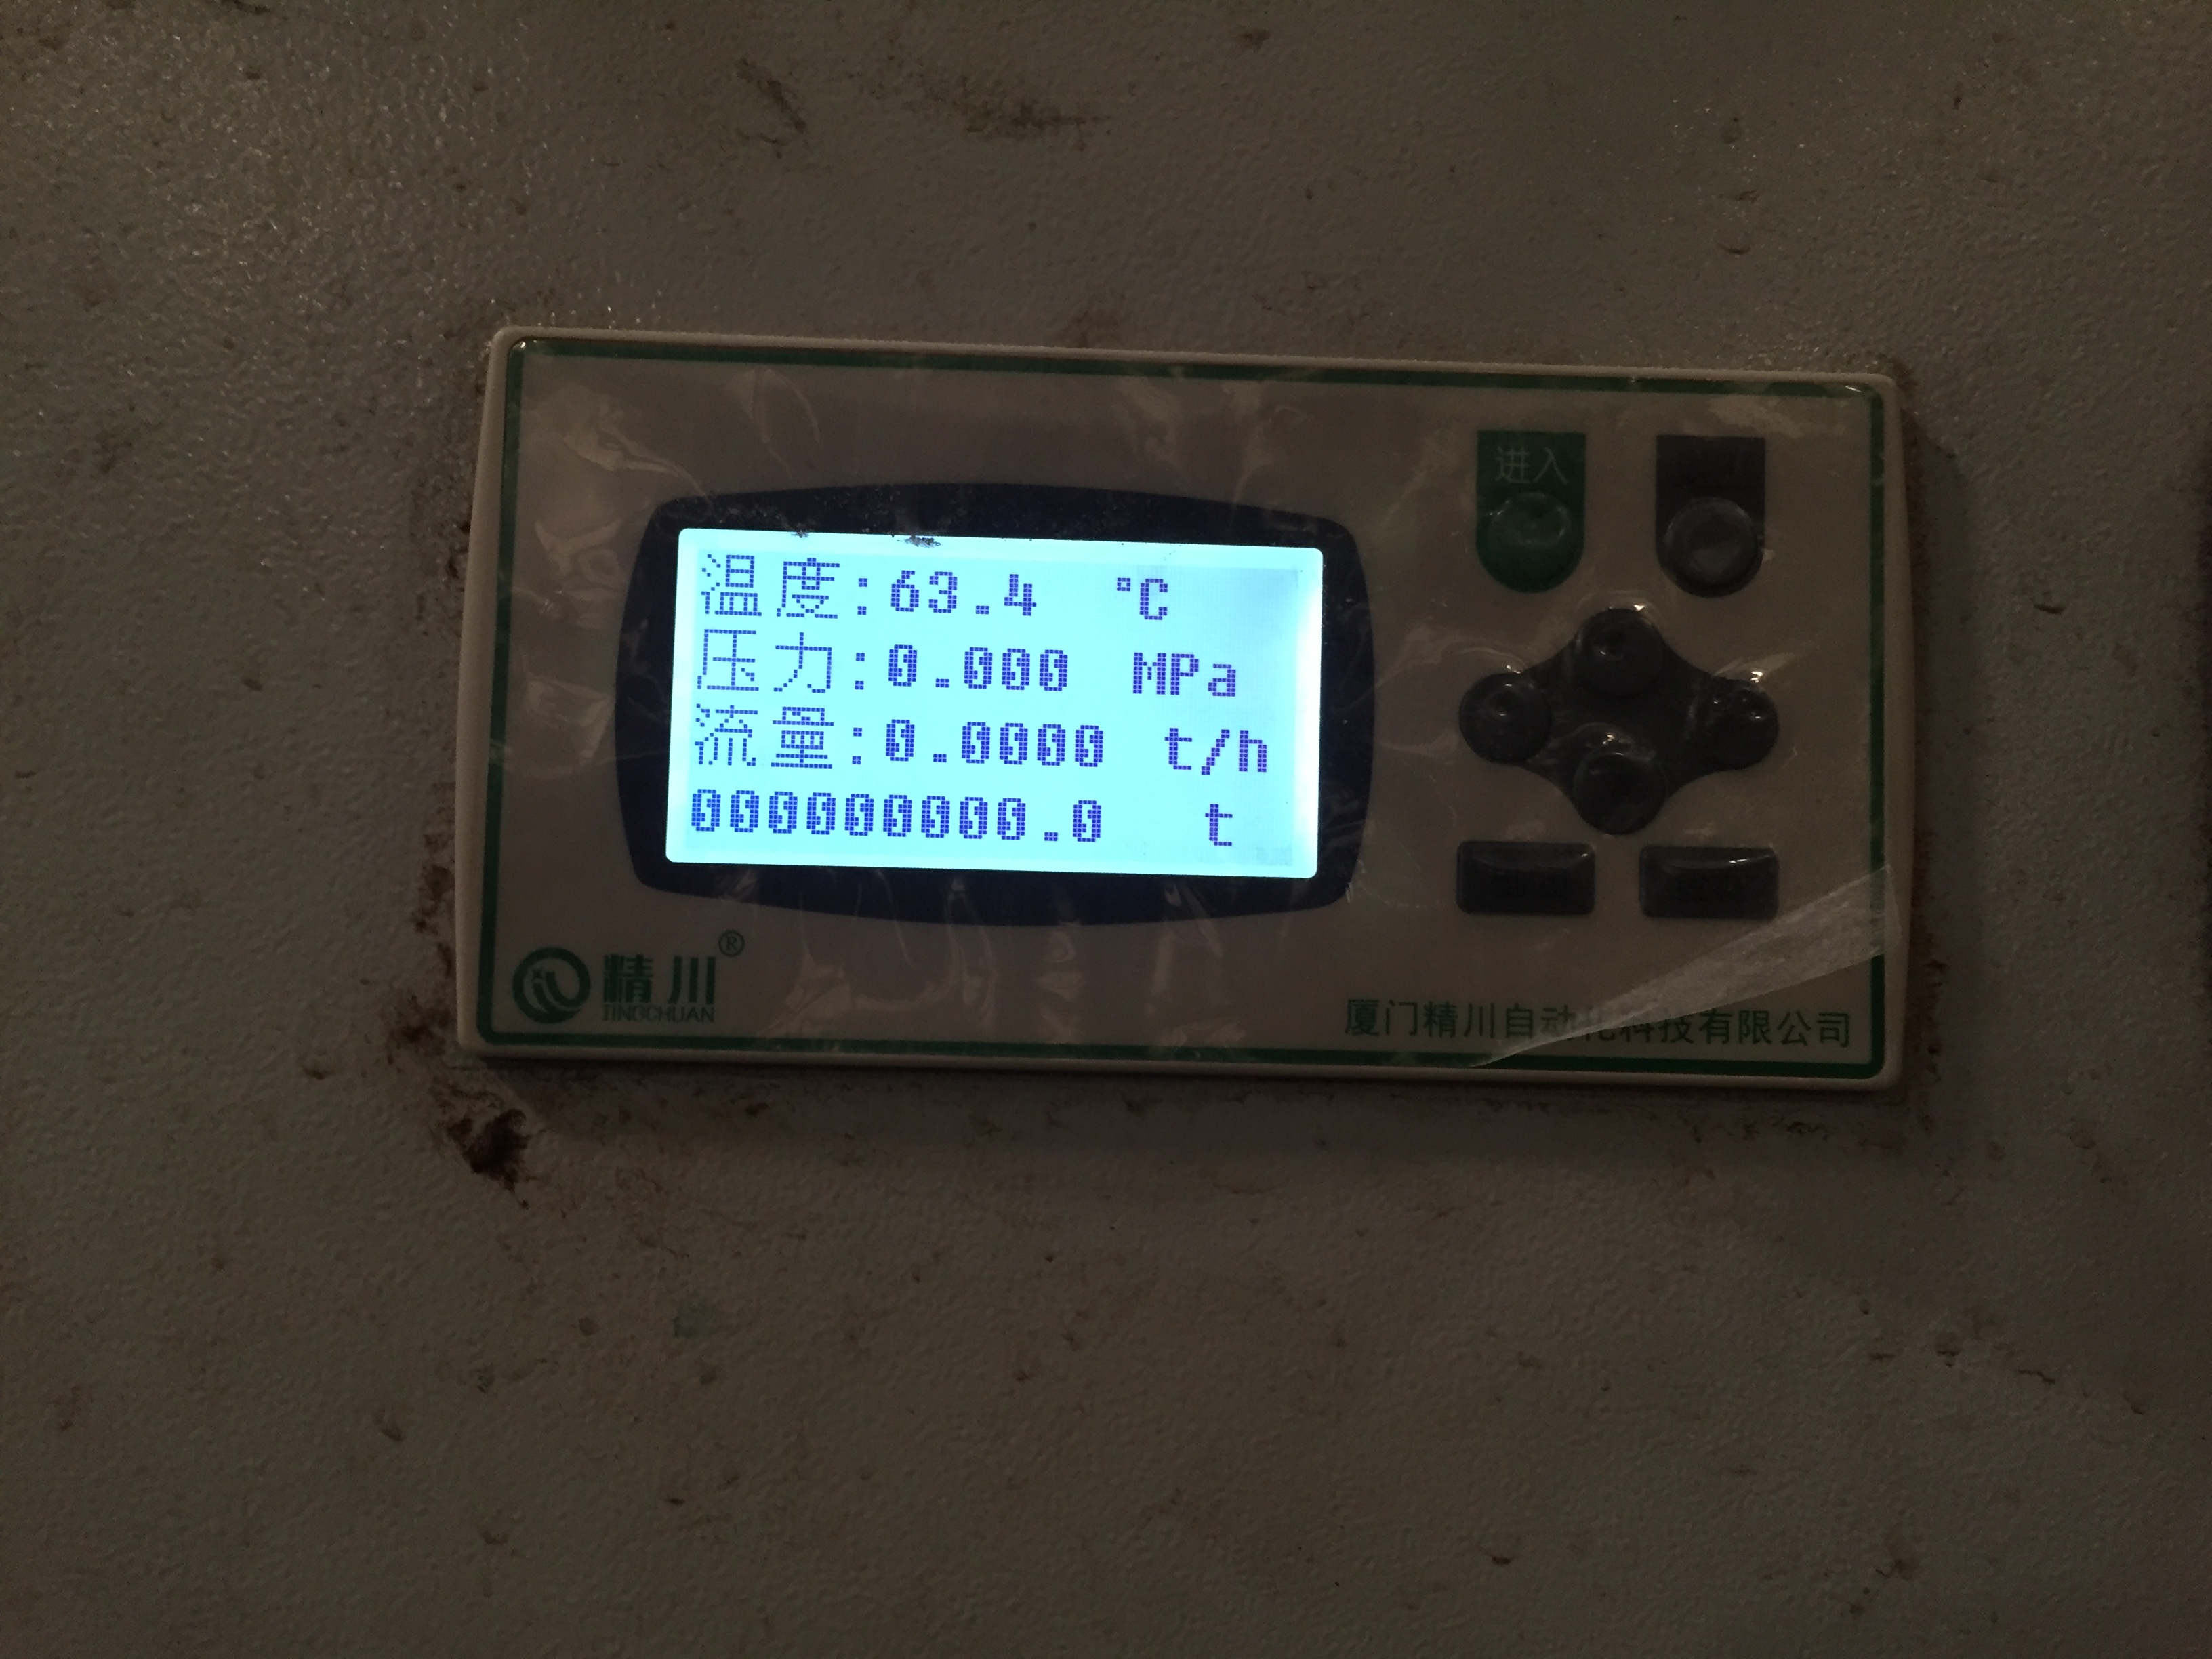 进入
温度:63.4 ℃
压力:0.000 MPa
流量:0.0000 t/h
000000000.0 t
精川®
JINGCHUAN
厦门精川自动化科技有限公司